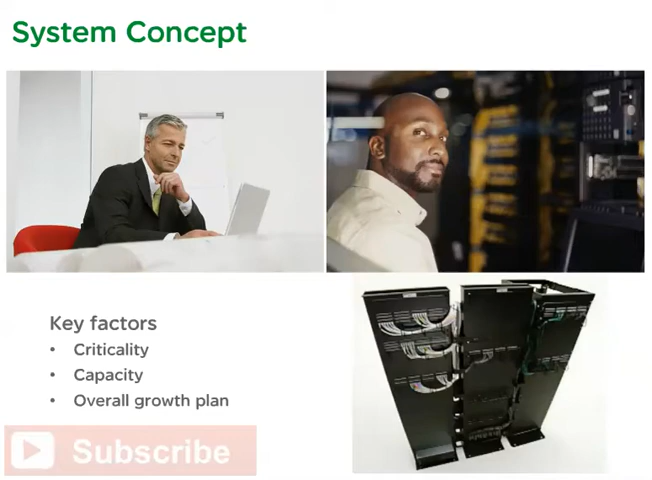 System Concept
Key factors
• Criticality
• Capacity
• Overall growth plan
Subscribe